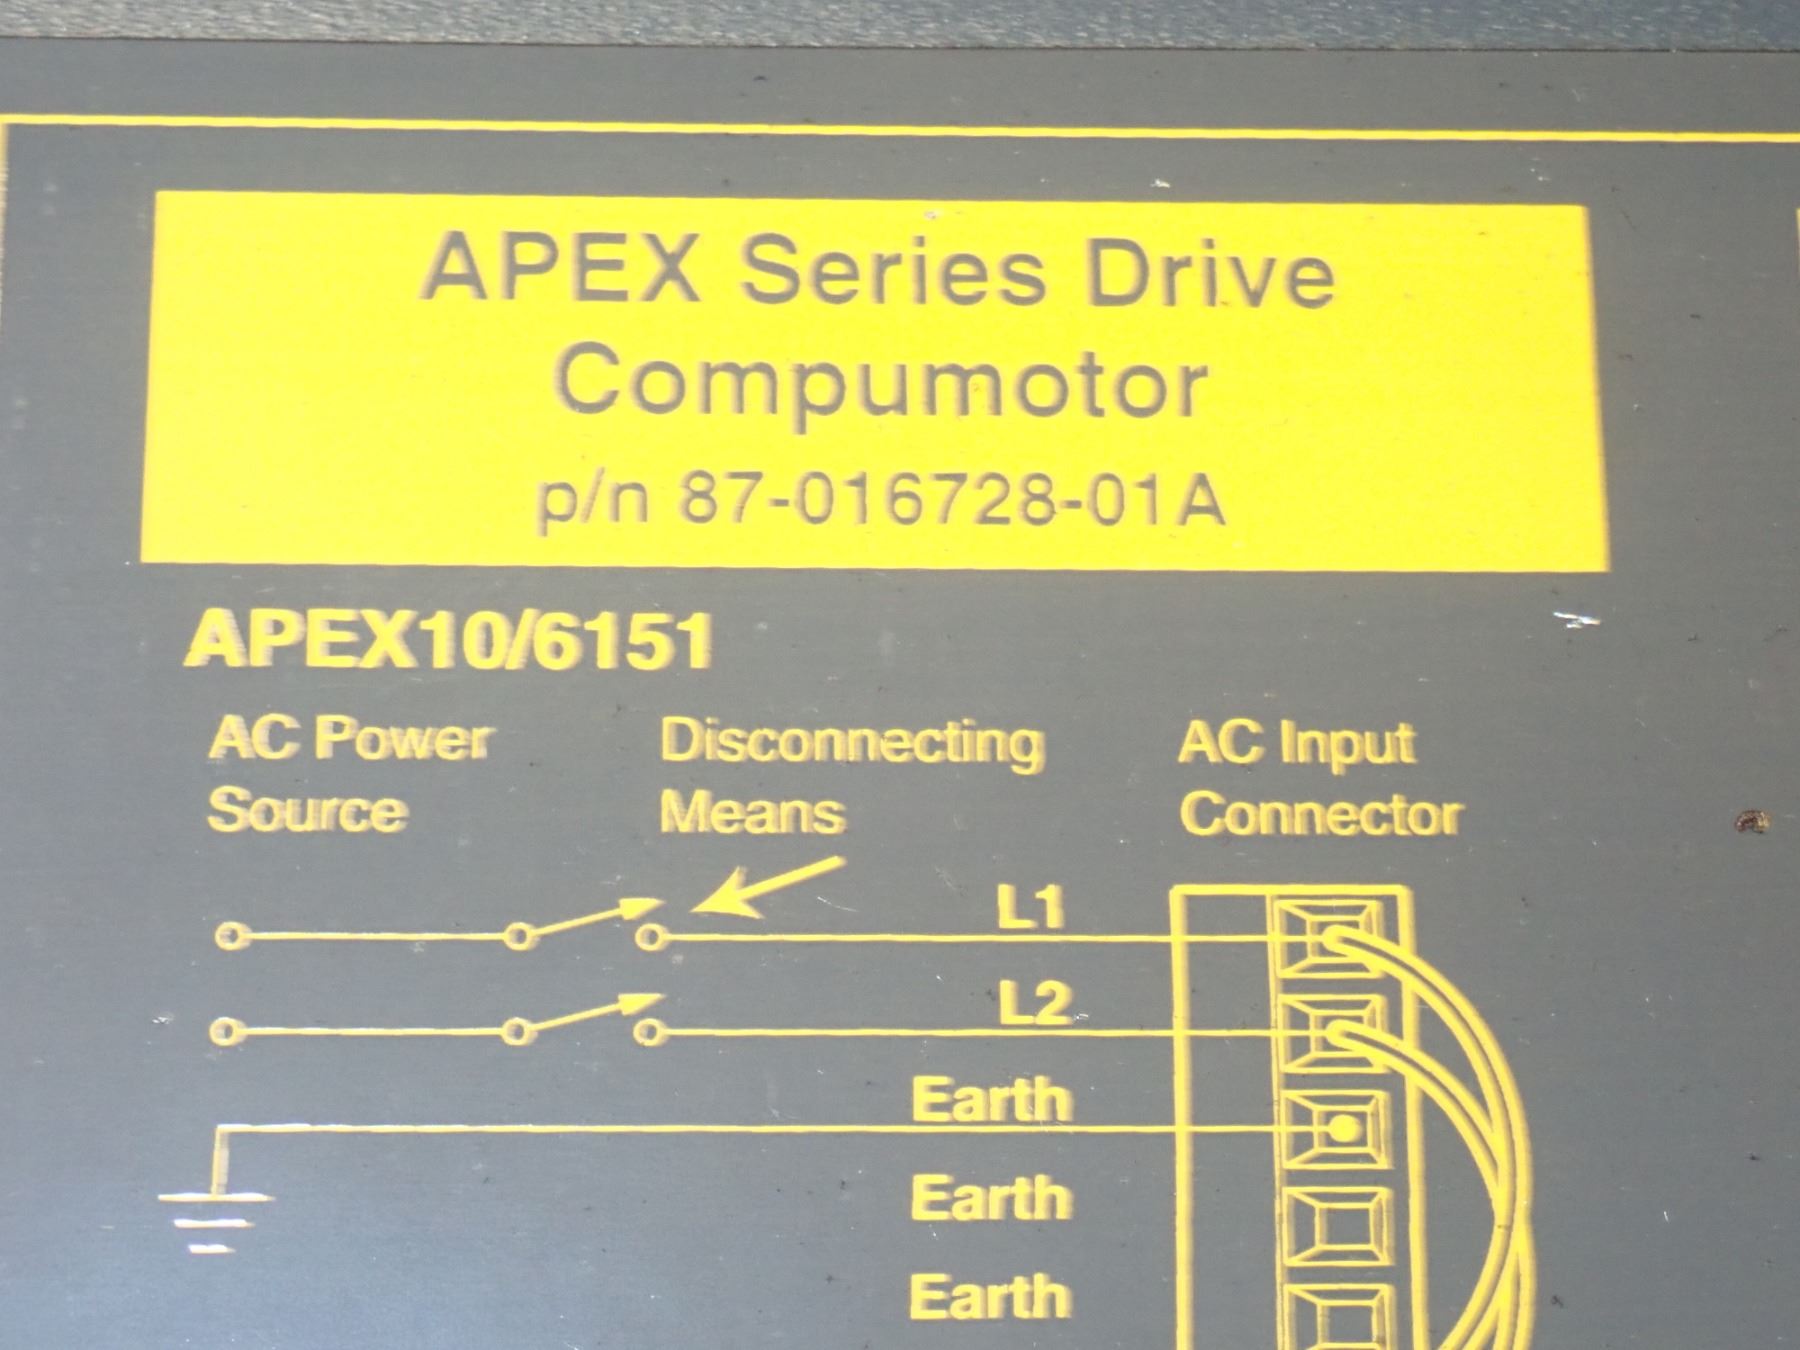 APEX Series Drive
Compumotor
p/n 87-016728-01A
APEX10/6151
AC Power
Source
Disconnecting
Means
AC Input
Connector
L1
L2
Earth
Earth
Earth